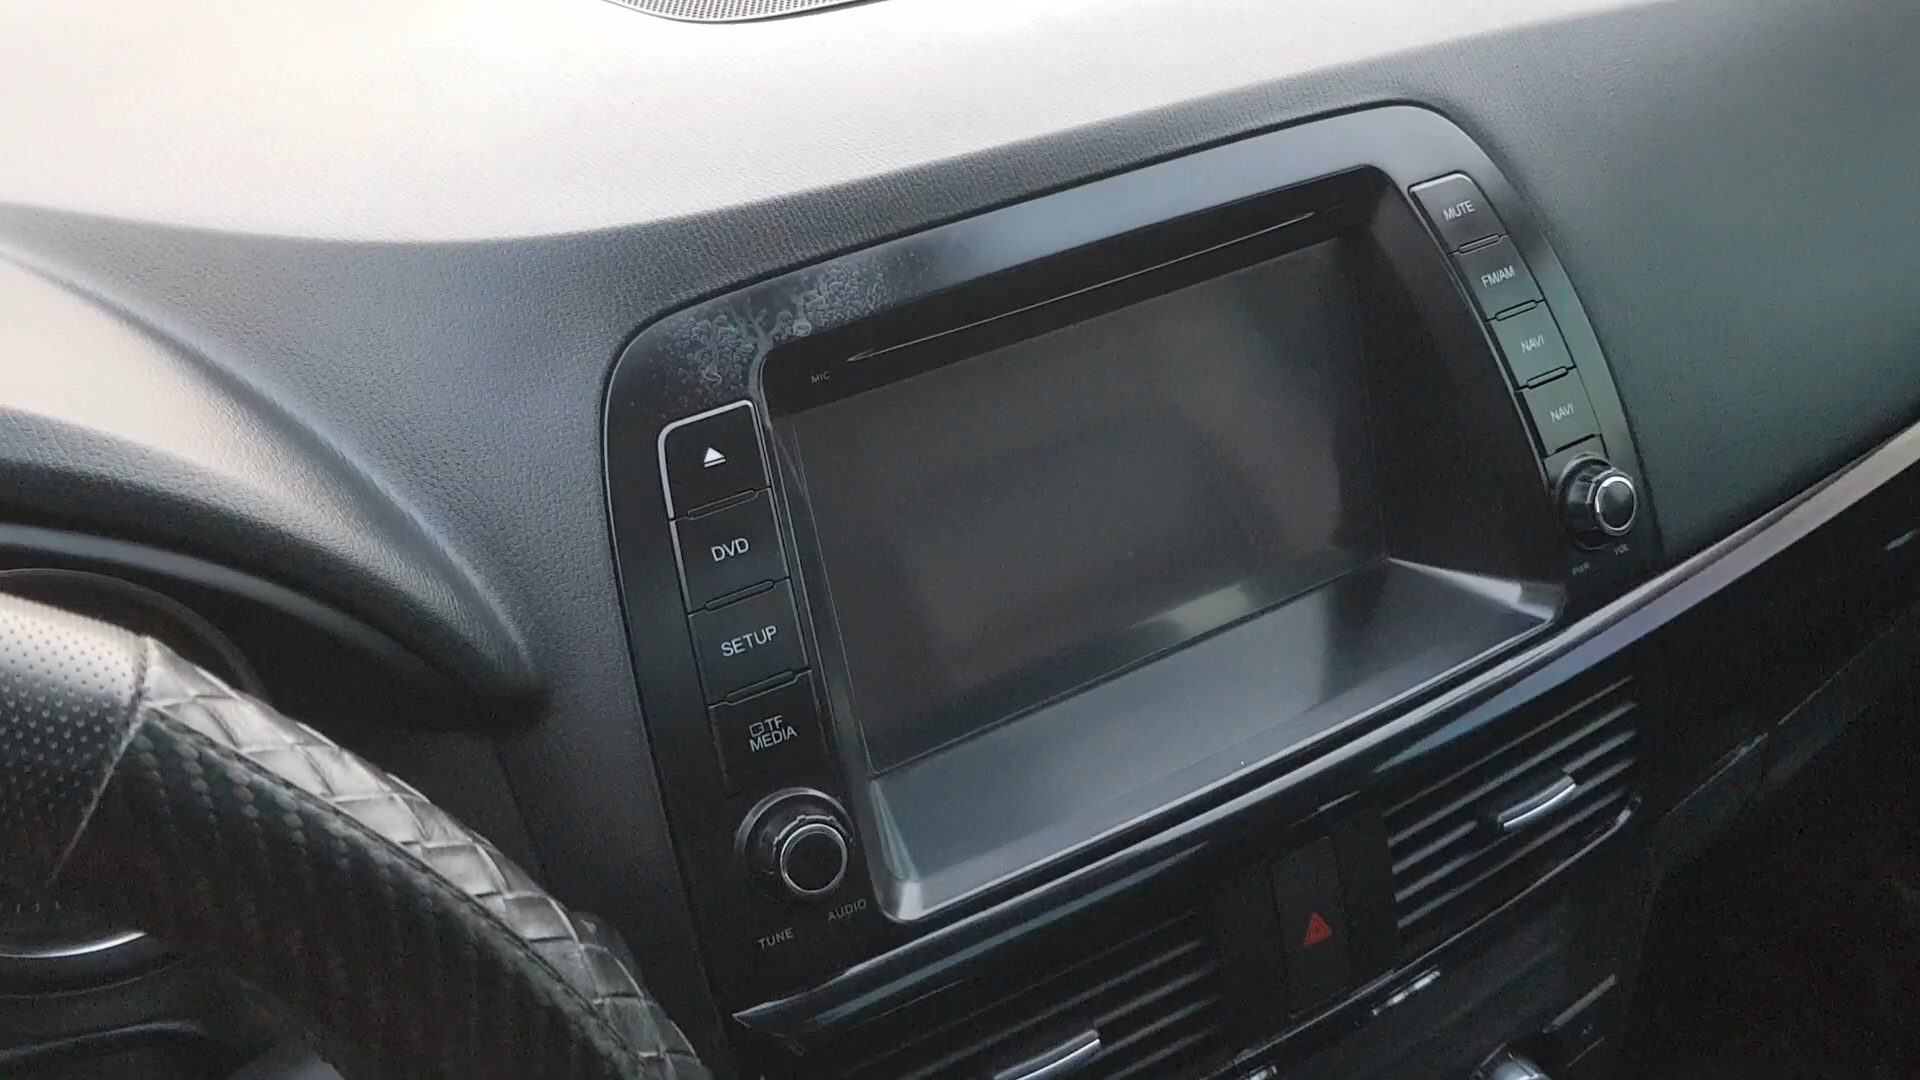 MIC
DVD
SETUP
TF
MEDIA
TUNE
AUDIO
MUTE
FM/AM
NAVI
NAVI
PWR
VOL